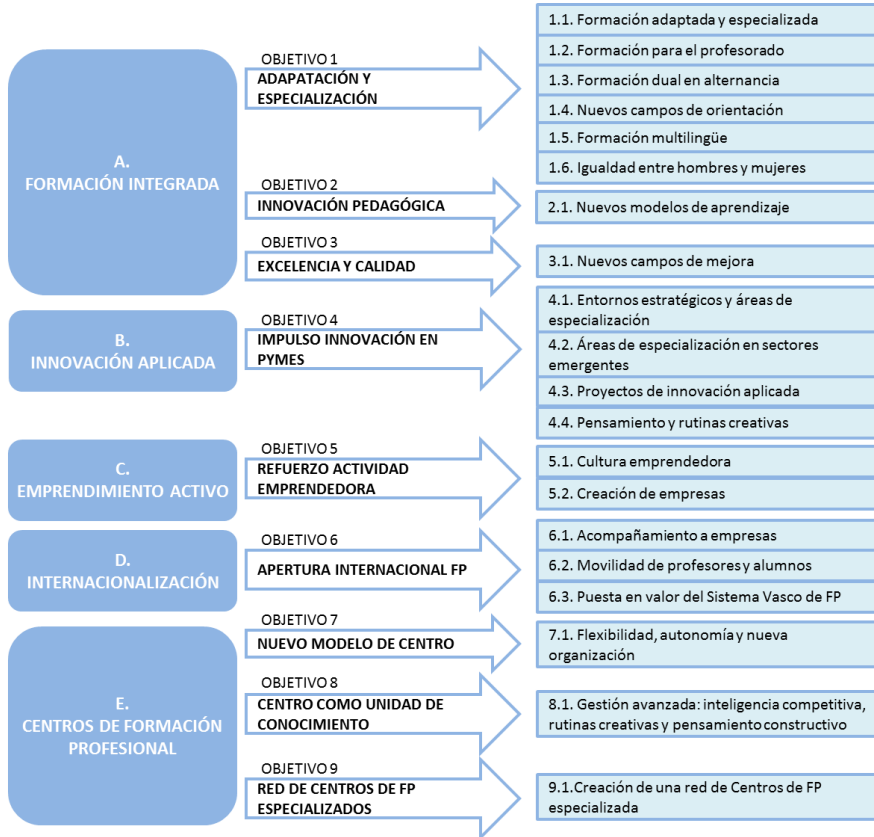 A.
FORMACIÓN INTEGRADA
OBJETIVO 1
ADAPATACIÓN Y
ESPECIALIZACIÓN
1.1. Formación adaptada y especializada
1.2. Formación para el profesorado
1.3. Formación dual en alternancia
1.4. Nuevos campos de orientación
1.5. Formación multilingüe
1.6. Igualdad entre hombres y mujeres
OBJETIVO 2
INNOVACIÓN PEDAGÓGICA
2.1. Nuevos modelos de aprendizaje
OBJETIVO 3
EXCELENCIA Y CALIDAD
3.1. Nuevos campos de mejora
B.
INNOVACIÓN APLICADA
OBJETIVO 4
IMPULSO INNOVACIÓN EN
PYMES
4.1. Entornos estratégicos y áreas de
especialización
4.2. Áreas de especialización en sectores
emergentes
4.3. Proyectos de innovación aplicada
4.4. Pensamiento y rutinas creativas
C.
EMPRENDIMIENTO ACTIVO
OBJETIVO 5
REFUERZO ACTIVIDAD
EMPRENDEDORA
5.1. Cultura emprendedora
5.2. Creación de empresas
D.
INTERNACIONALIZACIÓN
OBJETIVO 6
APERTURA INTERNACIONAL FP
6.1. Acompañamiento a empresas
6.2. Movilidad de profesores y alumnos
6.3. Puesta en valor del Sistema Vasco de FP
E.
CENTROS DE FORMACIÓN
PROFESIONAL
OBJETIVO 7
NUEVO MODELO DE CENTRO
7.1. Flexibilidad, autonomía y nueva
organización
OBJETIVO 8
CENTRO COMO UNIDAD DE
CONOCIMIENTO
8.1. Gestión avanzada: inteligencia competitiva,
rutinas creativas y pensamiento constructivo
OBJETIVO 9
RED DE CENTROS DE FP
ESPECIALIZADOS
9.1.Creación de una red de Centros de FP
especializada